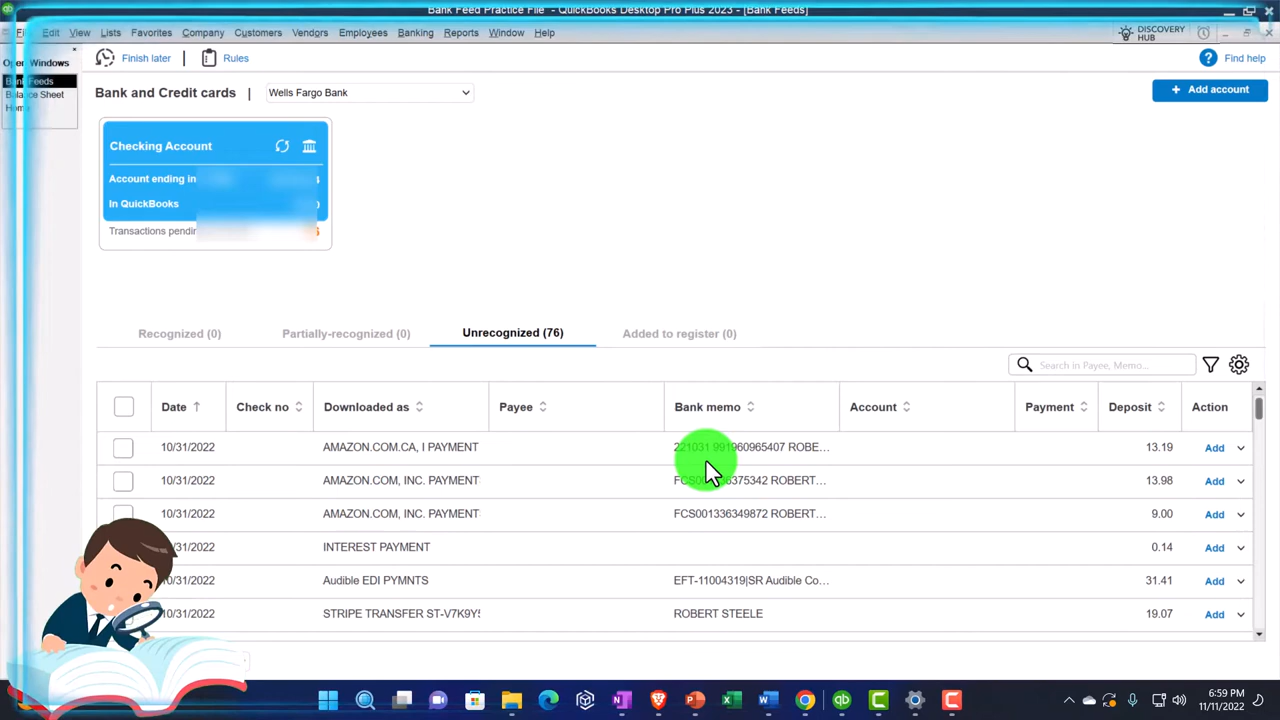 Bank Feed Practice File - QuickBooks Desktop Pro Plus 2023 - [Bank Feeds]
Edit View Lists Favorites Company Customers Vendors Employees Banking Reports Window Help
DISCOVERY
HUB
Open Windows
Bank Feeds
Balance Sheet
Home
Finish later | Rules
Find help
Bank and Credit cards | Wells Fargo Bank
+ Add account
Checking Account
Account ending in
In QuickBooks
Transactions pendin
Recognized (0) Partially-recognized (0) Unrecognized (76) Added to register (0)
Search in Payee, Memo...
Date Check no Downloaded as Payee Bank memo Account Payment Deposit Action
10/31/2022 AMAZON.COM.CA, I PAYMENT 221031 991960965407 ROBE... 13.19 Add
10/31/2022 AMAZON.COM, INC. PAYMENT 6375342 ROBERT... 13.98 Add
10/31/2022 AMAZON.COM, INC. PAYMENT FCS001336349872 ROBERT... 9.00 Add
/31/2022 INTEREST PAYMENT 0.14 Add
/31/2022 Audible EDI PYMNTS EFT-11004319|SR Audible Co... 31.41 Add
10/31/2022 STRIPE TRANSFER ST-V7K9Y5 ROBERT STEELE 19.07 Add
6:59 PM
11/11/2022